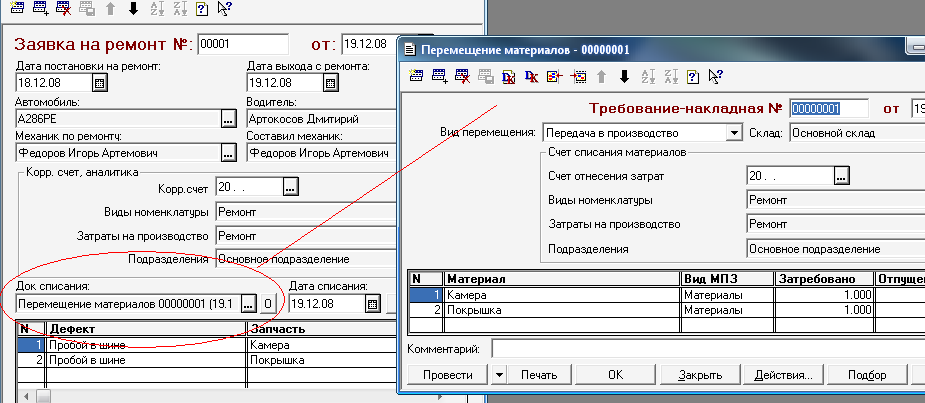 Заявка на ремонт №: 00001 от: 19.12.08
Дата постановки на ремонт: Дата выхода с ремонта:
18.12.08 19.12.08
Автомобиль: Водитель:
А286РЕ Артокосов Дмитирий
Механик по ремонту: Составил механик:
Федоров Игорь Артемович Федоров Игорь Артемович
Корр. счет, аналитика
Корр.счет 20 . .
Виды номенклатуры Ремонт
Затраты на производство Ремонт
Подразделения Основное подразделение
Док списания: Дата списания:
Перемещение материалов 00000001 (19.1 ... О 19.12.08
N Дефект Запчасть
1 Пробой в шине Камера
2 Пробой в шине Покрышка
Перемещение материалов - 00000001
Требование-накладная № 00000001 от 19
Вид перемещения: Передача в производство Склад: Основной склад
Счет списания материалов
Счет отнесения затрат 20 . .
Виды номенклатуры Ремонт
Затраты на производство Ремонт
Подразделения Основное подразделение
N Материал Вид МПЗ Затребовано Отпуще
1 Камера Материалы 1.000
2 Покрышка Материалы 1.000
Комментарий:
Провести Печать OK Закрыть Действия... Подбор